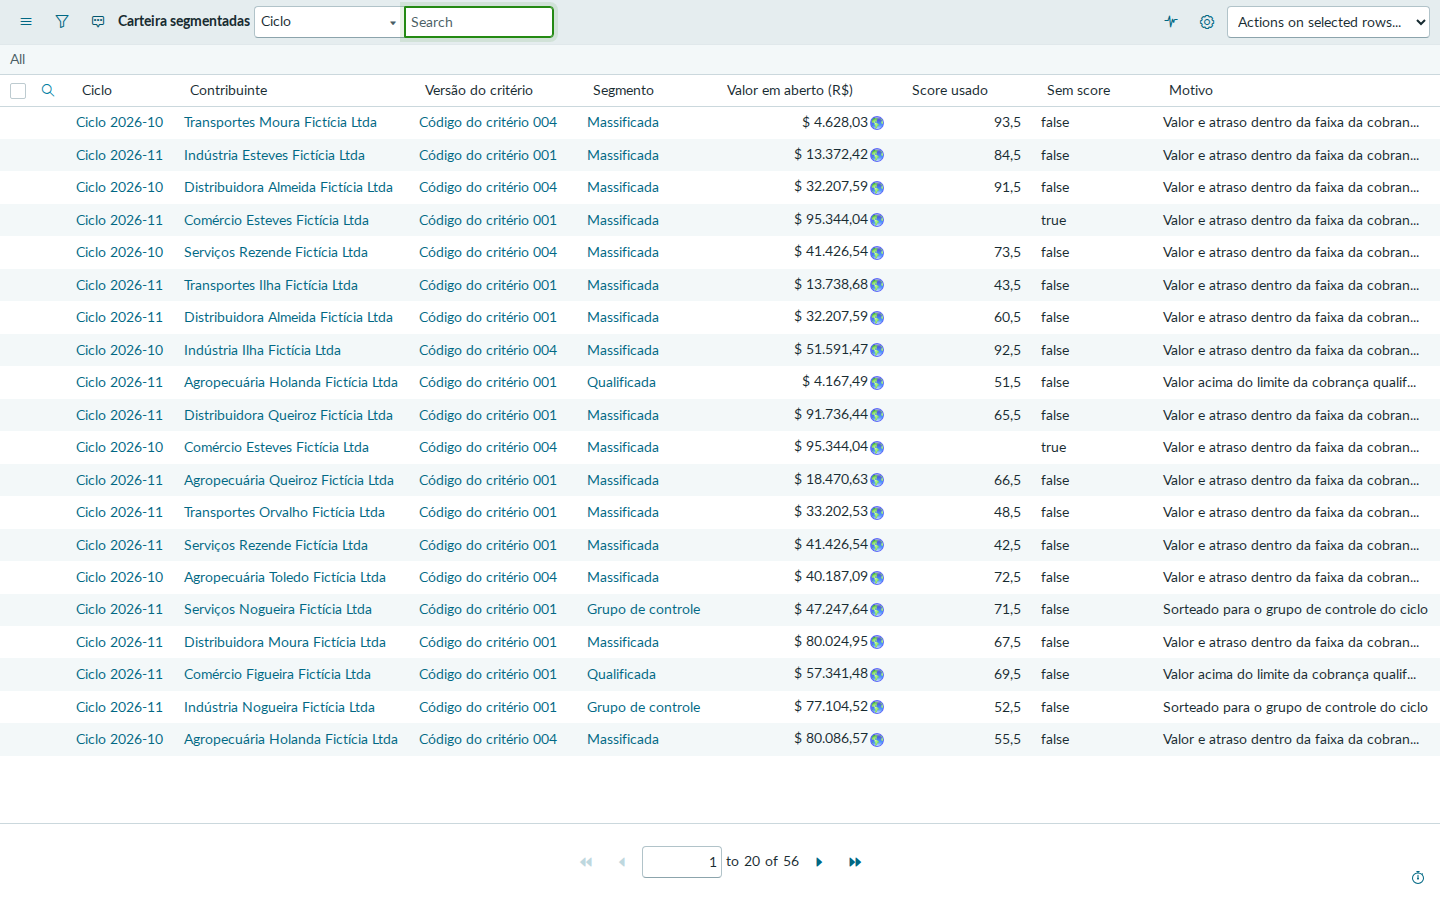 Carteira segmentadas Ciclo Search Actions on selected rows...
All
Ciclo Contribuinte Versão do critério Segmento Valor em aberto (R$) Score usado Sem score Motivo
Ciclo 2026-10 Transportes Moura Fictícia Ltda Código do critério 004 Massificada $ 4.628,03 93,5 false Valor e atraso dentro da faixa da cobran...
Ciclo 2026-11 Indústria Esteves Fictícia Ltda Código do critério 001 Massificada $ 13.372,42 84,5 false Valor e atraso dentro da faixa da cobran...
Ciclo 2026-10 Distribuidora Almeida Fictícia Ltda Código do critério 004 Massificada $ 32.207,59 91,5 false Valor e atraso dentro da faixa da cobran...
Ciclo 2026-11 Comércio Esteves Fictícia Ltda Código do critério 001 Massificada $ 95.344,04 true Valor e atraso dentro da faixa da cobran...
Ciclo 2026-10 Serviços Rezende Fictícia Ltda Código do critério 004 Massificada $ 41.426,54 73,5 false Valor e atraso dentro da faixa da cobran...
Ciclo 2026-11 Transportes Ilha Fictícia Ltda Código do critério 001 Massificada $ 13.738,68 43,5 false Valor e atraso dentro da faixa da cobran...
Ciclo 2026-11 Distribuidora Almeida Fictícia Ltda Código do critério 001 Massificada $ 32.207,59 60,5 false Valor e atraso dentro da faixa da cobran...
Ciclo 2026-10 Indústria Ilha Fictícia Ltda Código do critério 004 Massificada $ 51.591,47 92,5 false Valor e atraso dentro da faixa da cobran...
Ciclo 2026-11 Agropecuária Holanda Fictícia Ltda Código do critério 001 Qualificada $ 4.167,49 51,5 false Valor acima do limite da cobrança qualif...
Ciclo 2026-11 Distribuidora Queiroz Fictícia Ltda Código do critério 001 Massificada $ 91.736,44 65,5 false Valor e atraso dentro da faixa da cobran...
Ciclo 2026-10 Comércio Esteves Fictícia Ltda Código do critério 004 Massificada $ 95.344,04 true Valor e atraso dentro da faixa da cobran...
Ciclo 2026-11 Agropecuária Queiroz Fictícia Ltda Código do critério 001 Massificada $ 18.470,63 66,5 false Valor e atraso dentro da faixa da cobran...
Ciclo 2026-11 Transportes Orvalho Fictícia Ltda Código do critério 001 Massificada $ 33.202,53 48,5 false Valor e atraso dentro da faixa da cobran...
Ciclo 2026-11 Serviços Rezende Fictícia Ltda Código do critério 001 Massificada $ 41.426,54 42,5 false Valor e atraso dentro da faixa da cobran...
Ciclo 2026-10 Agropecuária Toledo Fictícia Ltda Código do critério 004 Massificada $ 40.187,09 72,5 false Valor e atraso dentro da faixa da cobran...
Ciclo 2026-11 Serviços Nogueira Fictícia Ltda Código do critério 001 Grupo de controle $ 47.247,64 71,5 false Sorteado para o grupo de controle do ciclo
Ciclo 2026-11 Distribuidora Moura Fictícia Ltda Código do critério 001 Massificada $ 80.024,95 67,5 false Valor e atraso dentro da faixa da cobran...
Ciclo 2026-11 Comércio Figueira Fictícia Ltda Código do critério 001 Qualificada $ 57.341,48 69,5 false Valor acima do limite da cobrança qualif...
Ciclo 2026-11 Indústria Nogueira Fictícia Ltda Código do critério 001 Grupo de controle $ 77.104,52 52,5 false Sorteado para o grupo de controle do ciclo
Ciclo 2026-10 Agropecuária Holanda Fictícia Ltda Código do critério 004 Massificada $ 80.086,57 55,5 false Valor e atraso dentro da faixa da cobran...
1 to 20 of 56